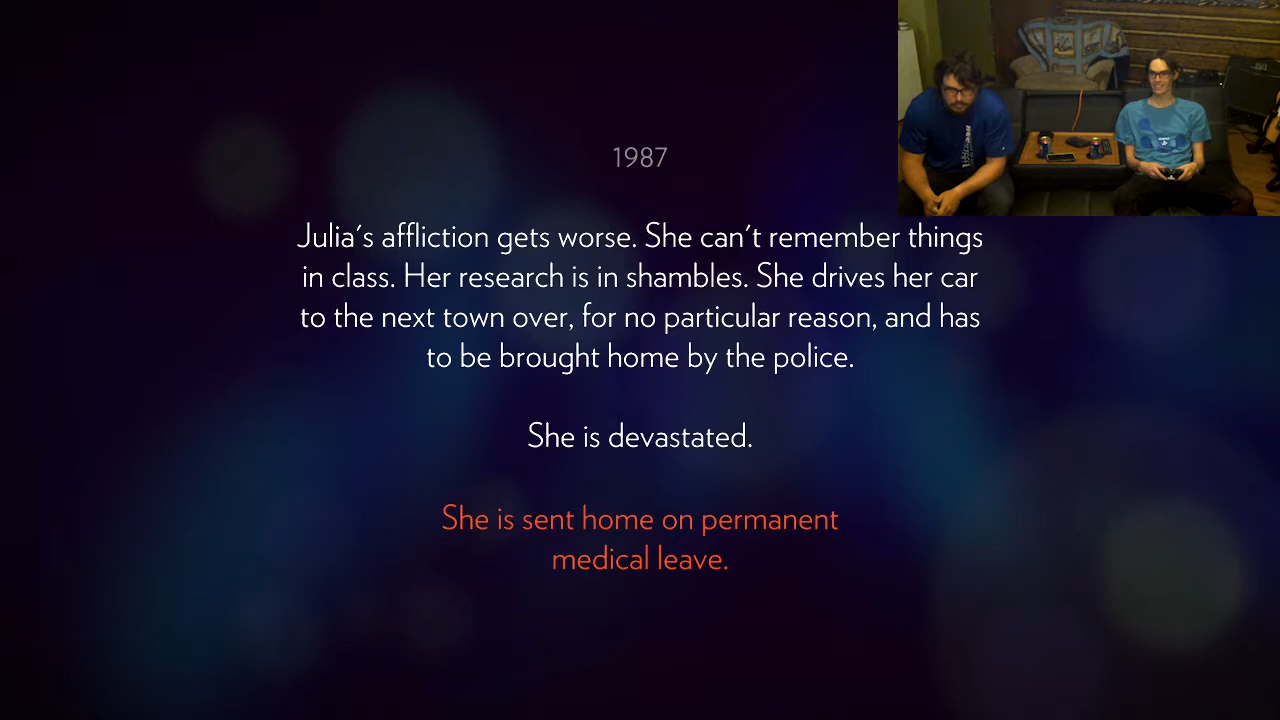 1987
Julia's affliction gets worse. She can't remember things
in class. Her research is in shambles. She drives her car
to the next town over, for no particular reason, and has
to be brought home by the police.
She is devastated.
She is sent home on permanent
medical leave.